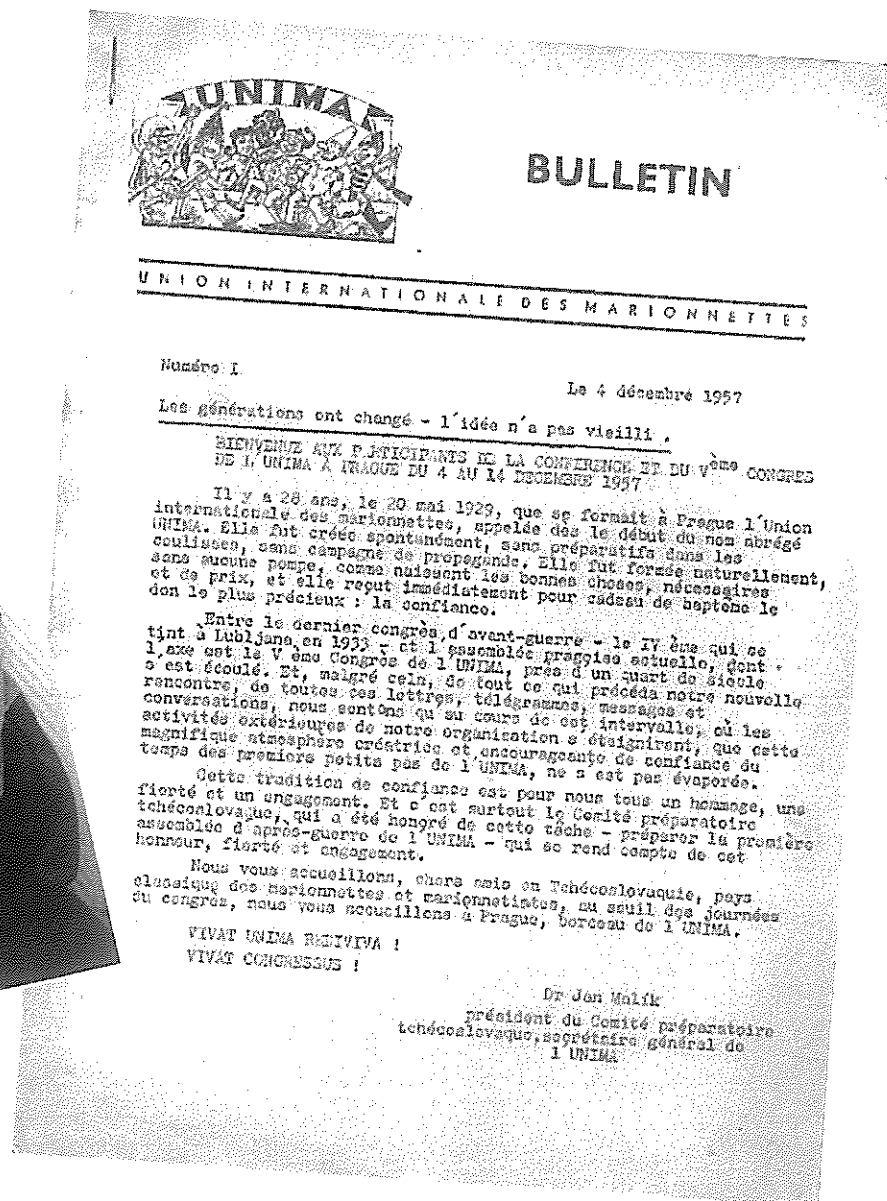 UNIMA
BULLETIN
UNION INTERNATIONALE DES MARIONNETTES
Numéro I
Le 4 décembre 1957
Les générations ont changé - l´idée n´a pas vieilli .
BIENVENUE AUX PARTICIPANTS DE LA CONFERENCE ET DU Vème CONGRES
DE L´UNIMA À PRAGUE DU 4 AU 14 DECEMBRE 1957
Il y a 28 ans, le 20 mai 1929, que se formait à Prague l´Union
internationale des marionnettes, appelée dès le début du nom abrégé
UNIMA. Elle fut créée spontanément, sans préparatifs dans les
coulisses, sans campagne de propagande. Elle fut formée naturellement,
sans aucune pompe, comme naissent les bonnes choses, nécessaires
et de prix, et elle reçut immédiatement pour cadeau de baptême le
don le plus précieux : la confiance.
Entre le dernier congrès d´avant-guerre - le IV ème qui se
tint à Lubljana en 1933 - et l´assemblée pragoise actuelle, dont
l´axe est le V ème Congrès de l´UNIMA, près d´un quart de siècle
s´est écoulé. Et, malgré cela, de tout ce qui précéda notre nouvelle
rencontre, de toutes ces lettres, télégrammes, messages et
conversations, nous sentons qu´au cours de cet intervalle, où les
activités extérieures de notre organisation s´éteignirent, que cette
magnifique atmosphère créatrice et encourageante de confiance du
temps des premiers petits pas de l´UNIMA, ne s´est pas évaporée.
Cette tradition de confiance est pour nous tous un hommage, une
fierté et un engagement. Et c´est surtout le Comité préparatoire
tchécoslovaque, qui a été honoré de cette tâche - préparer la première
assemblée d´après-guerre de l´UNIMA - qui se rend compte de cet
honneur, fierté et engagement.
Nous vous accueillons, chers amis en Tchécoslovaquie, pays
classique des marionnettes et marionnetistes, au seuil des journées
du congrès, nous vous accueillons à Prague, berceau de l´UNIMA.
VIVAT UNIMA REDIVIVA !
VIVAT CONGRESSUS !
Dr Jan Malík
président du Comité préparatoire
tchécoslovaque, secrétaire général de
l´UNIMA